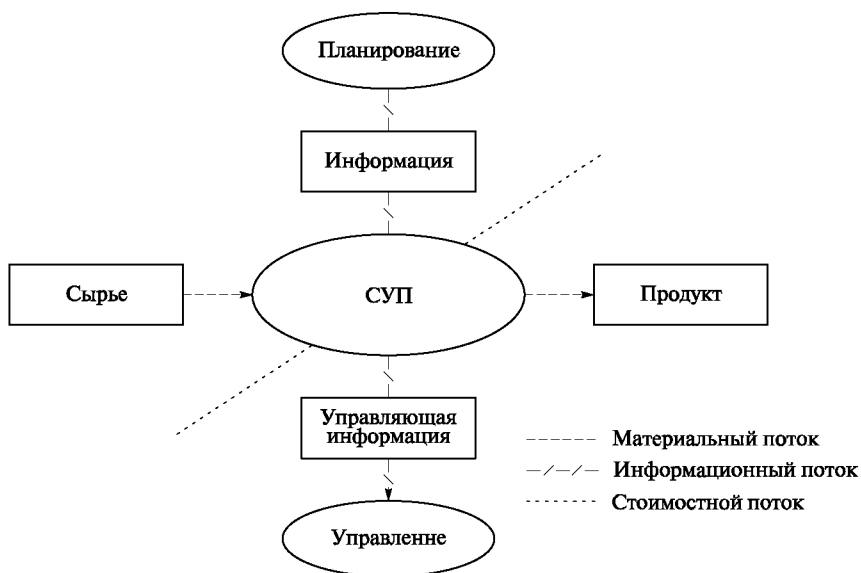 Планирование
Информация
Сырье
СУП
Продукт
Управляющая
информация
Управленне
Материальный поток
Информационный поток
Стоимостной поток